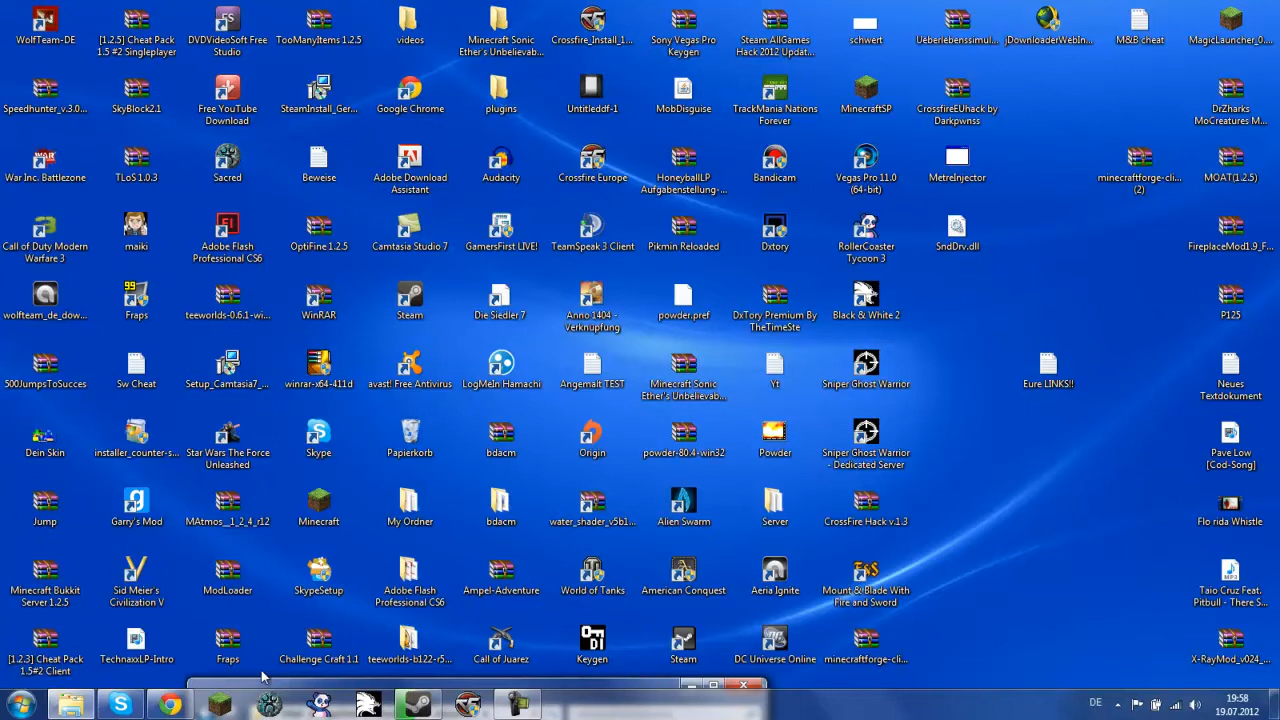 WolfTeam-DE
[1.2.5] Cheat Pack
1.5 #2 Singleplayer
DVDVideoSoft Free
Studio
TooManyItems.1.2.5
videos
Minecraft Sonic
Ether's Unbelievab...
Crossfire_Install_1...
Sony Vegas Pro
Keygen
Steam AllGames
Hack 2012 Updat...
schwert
Ueberlebenssimul...
jDownloaderWebIn...
M&B cheat
MagicLauncher_0....
Speedhunter_v.3.0...
SkyBlock2.1
Free YouTube
Download
SteamInstall_Ger...
Google Chrome
plugins
Untitleddf-1
MobDisguise
TrackMania Nations
Forever
MinecraftSP
CrossfireEUhack by
Darkpwnss
DrZharks
MoCreatures M...
War Inc. Battlezone
TLoS 1.0.3
Sacred
Beweise
Adobe Download
Assistant
Audacity
Crossfire Europe
HoneyballLP
Aufgabenstellung-...
Bandicam
Vegas Pro 11.0
(64-bit)
MetreInjector
minecraftforge-cli...
(2)
MOAT(1.2.5)
Call of Duty Modern
Warfare 3
maiki
Adobe Flash
Professional CS6
OptiFine 1.2.5
Camtasia Studio 7
GamersFirst LIVE!
TeamSpeak 3 Client
Pikmin Reloaded
Dxtory
RollerCoaster
Tycoon 3
SndDrv.dll
FireplaceMod1.9_F...
wolfteam_de_dow...
99
Fraps
teeworlds-0.6.1-wi...
WinRAR
Steam
Die Siedler 7
Anno 1404 -
Verknüpfung
powder.pref
DxTory Premium By
TheTimeSte
Black & White 2
P125
500JumpsToSucces
Sw Cheat
Setup_Camtasia7_...
winrar-x64-411d
avast! Free Antivirus
LogMeIn Hamachi
Angemalt TEST
Minecraft Sonic
Ether's Unbelievab...
Yt
Sniper Ghost Warrior
Eure LINKS!!
Neues
Textdokument
Dein Skin
installer_counter-s...
Star Wars The Force
Unleashed
Skype
Papierkorb
bdacm
Origin
powder-80.4-win32
Powder
Sniper Ghost Warrior
- Dedicated Server
Pave Low
[Cod-Song]
Jump
Garry's Mod
MAtmos__1_2_4_r12
Minecraft
My Ordner
bdacm
water_shader_v5b1...
Alien Swarm
Server
CrossFire Hack v.1.3
Flo rida Whistle
Minecraft Bukkit
Server 1.2.5
Sid Meier's
Civilization V
ModLoader
SkypeSetup
Adobe Flash
Professional CS6
Ampel-Adventure
World of Tanks
American Conquest
Aeria Ignite
Mount & Blade With
Fire and Sword
Taio Cruz Feat.
Pitbull - There S...
[1.2.3] Cheat Pack
1.5#2 Client
TechnaxxLP-Intro
Fraps
Challenge Craft 1.1
teeworlds-b122-r5...
Call of Juarez
Keygen
Steam
DC Universe Online
minecraftforge-cli...
X-RayMod_v024_...
DE
19:58
19.07.2012